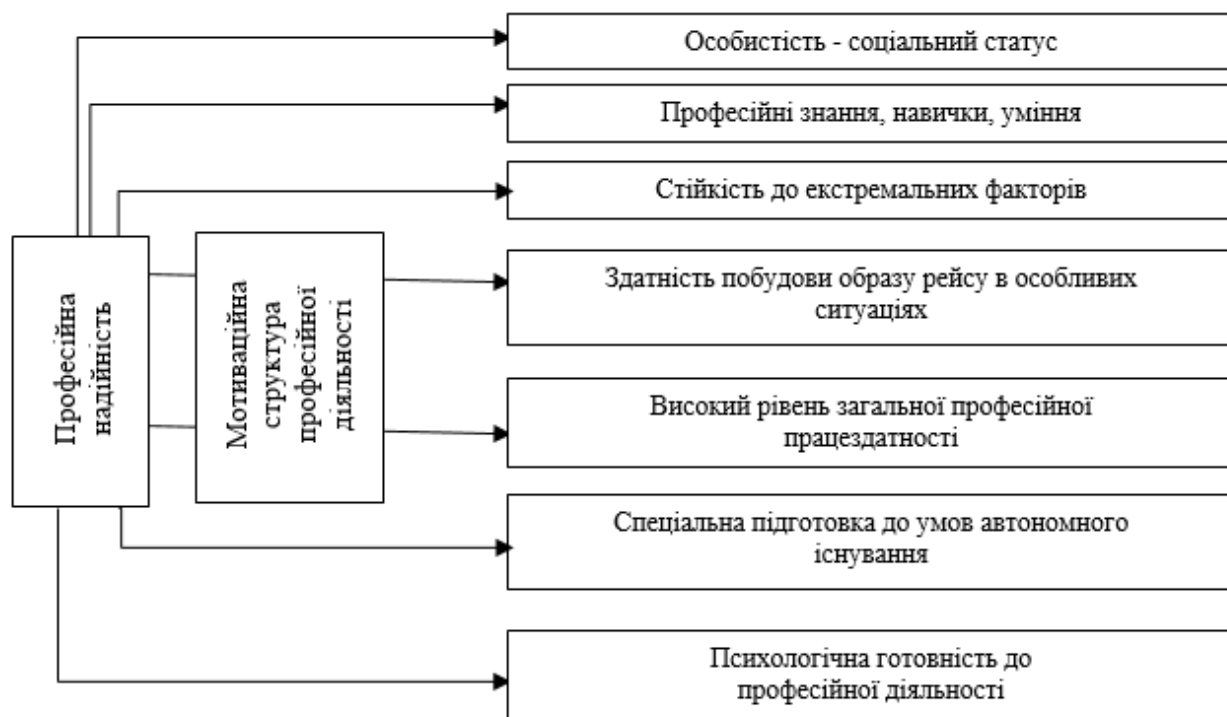 Особистість - соціальний статус
Професійні знання, навички, уміння
Стійкість до екстремальних факторів
Професійна
надійність
Мотиваційна
структура
професійної
діяльності
Здатність побудови образу рейсу в особливих
ситуаціях
Високий рівень загальної професійної
працездатності
Спеціальна підготовка до умов автономного
існування
Психологічна готовність до
професійної діяльності